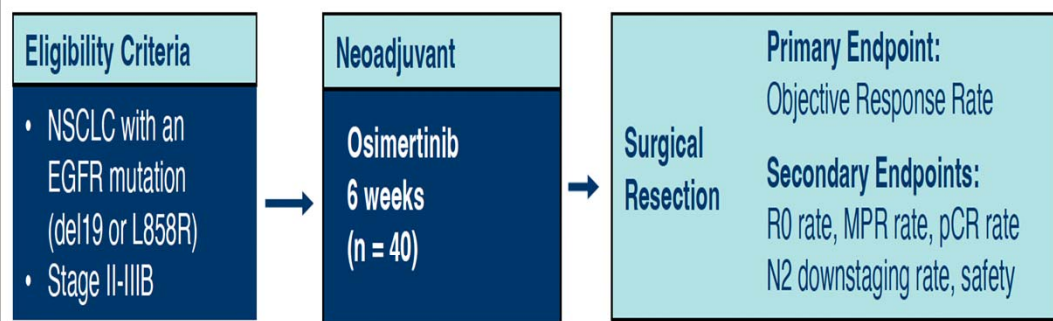 Eligibility Criteria
• NSCLC with an
EGFR mutation
(del19 or L858R)
• Stage II-IIIB
Neoadjuvant
Osimertinib
6 weeks
(n = 40)
Surgical
Resection
Primary Endpoint:
Objective Response Rate
Secondary Endpoints:
R0 rate, MPR rate, pCR rate
N2 downstaging rate, safety